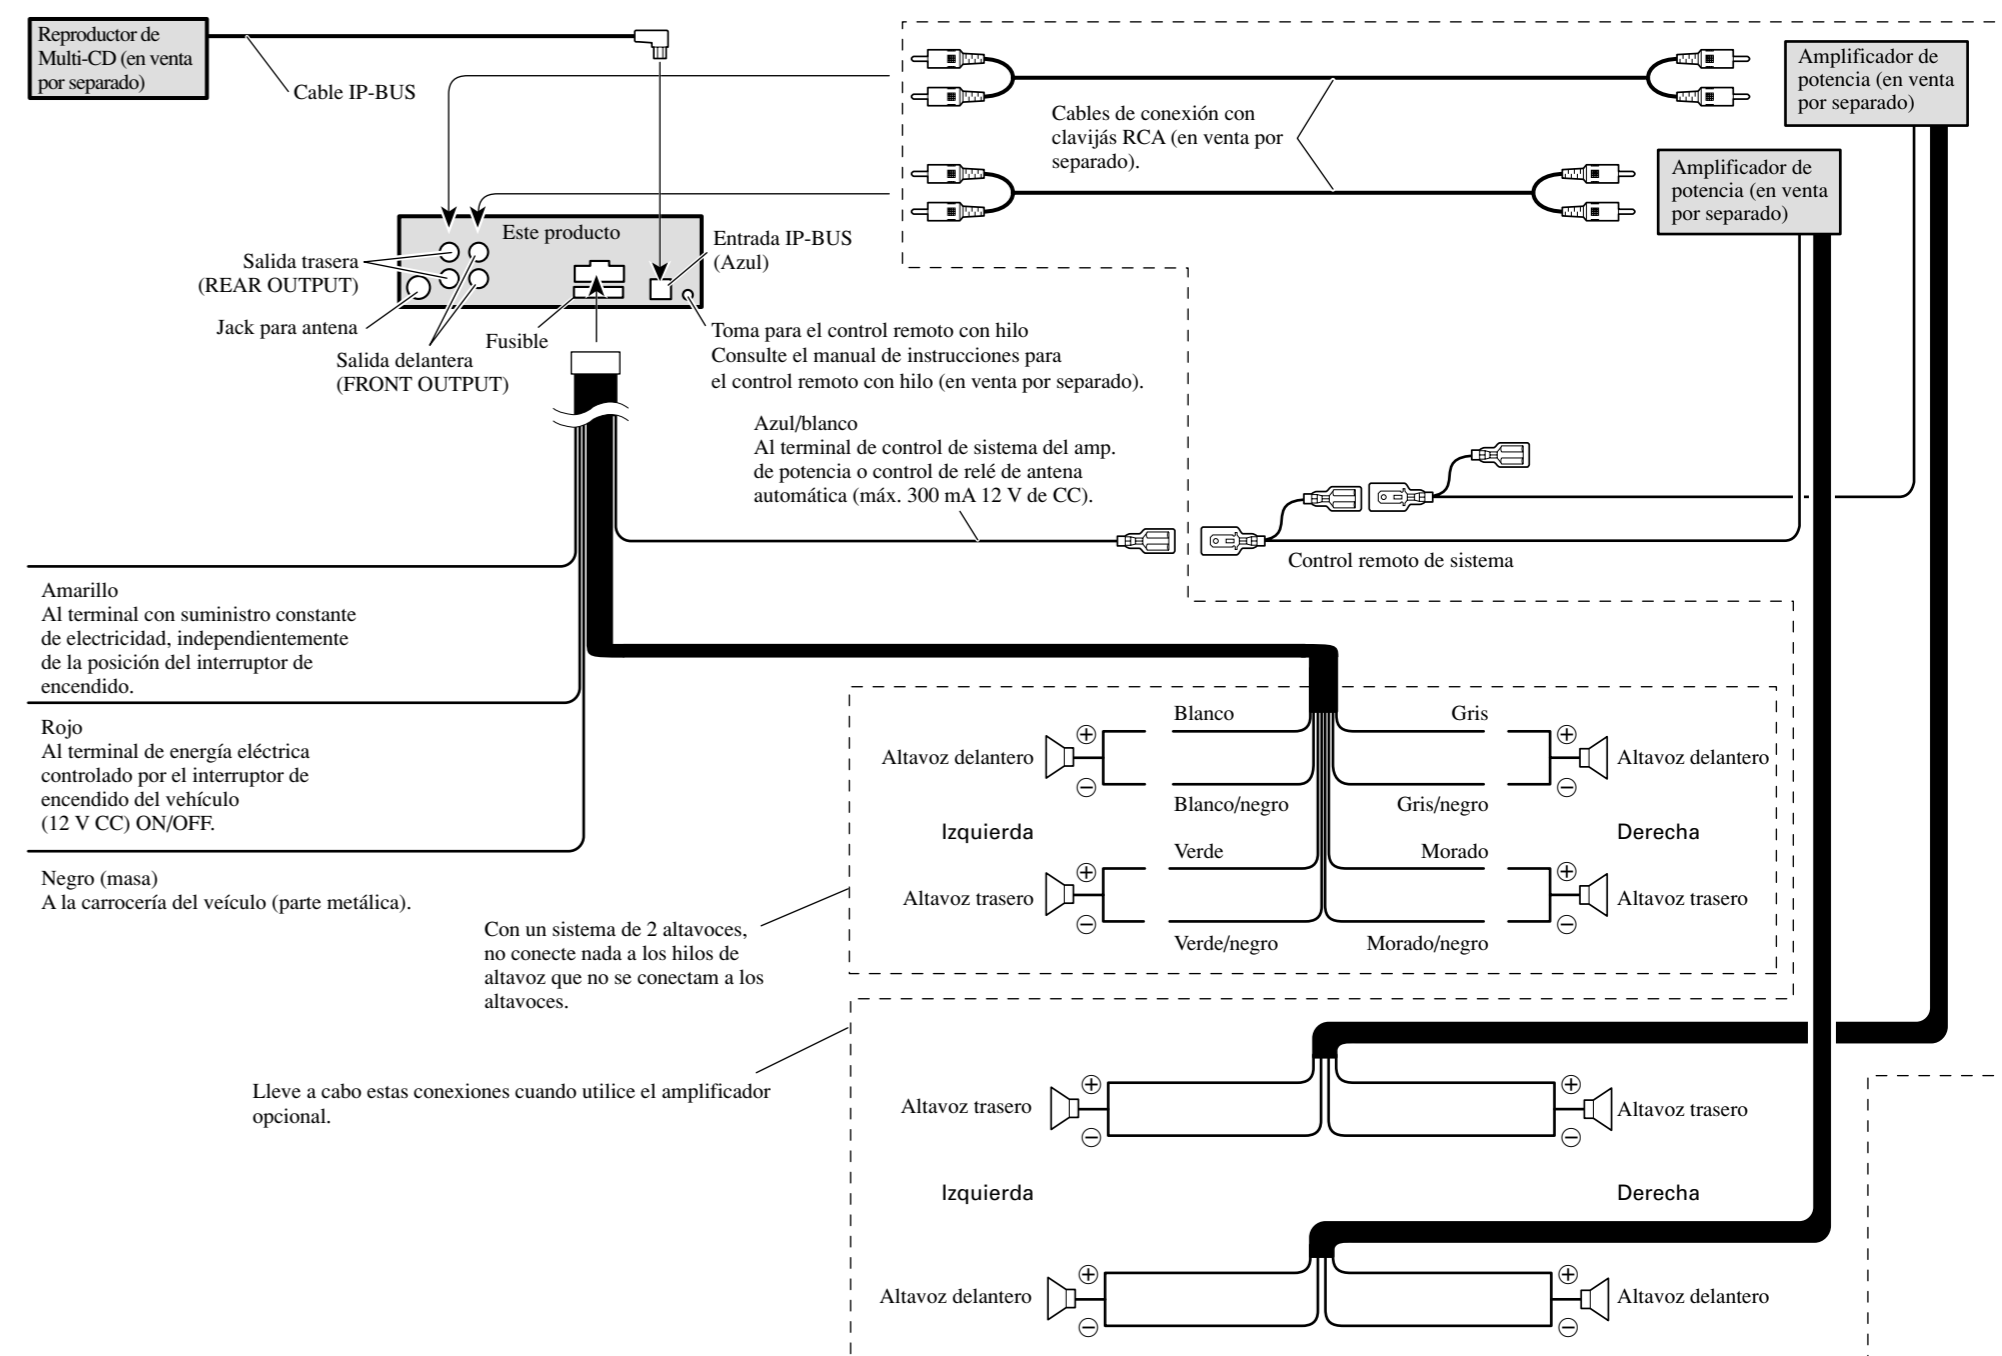 Reproductor de
Multi-CD (en venta
por separado)
Cable IP-BUS
Cables de conexión con
clavijás RCA (en venta por
separado).
Amplificador de
potencia (en venta
por separado)
Amplificador de
potencia (en venta
por separado)
Este producto
Entrada IP-BUS
(Azul)
Salida trasera
(REAR OUTPUT)
Jack para antena
Salida delantera
(FRONT OUTPUT)
Fusible
Toma para el control remoto con hilo
Consulte el manual de instrucciones para
el control remoto con hilo (en venta por separado).
Azul/blanco
Al terminal de control de sistema del amp.
de potencia o control de relé de antena
automática (máx. 300 mA 12 V de CC).
Control remoto de sistema
Amarillo
Al terminal con suministro constante
de electricidad, independientemente
de la posición del interruptor de
encendido.
Rojo
Al terminal de energía eléctrica
controlado por el interruptor de
encendido del vehículo
(12 V CC) ON/OFF.
Negro (masa)
A la carrocería del veículo (parte metálica).
Blanco
Gris
+
+
Altavoz delantero
Altavoz delantero
−
−
Blanco/negro
Gris/negro
Izquierda
Derecha
Verde
Morado
+
+
Altavoz trasero
Altavoz trasero
−
−
Verde/negro
Morado/negro
Con un sistema de 2 altavoces,
no conecte nada a los hilos de
altavoz que no se conectam a los
altavoces.
Lleve a cabo estas conexiones cuando utilice el amplificador
opcional.
+
+
Altavoz trasero
Altavoz trasero
−
−
Izquierda
Derecha
+
+
Altavoz delantero
Altavoz delantero
−
−